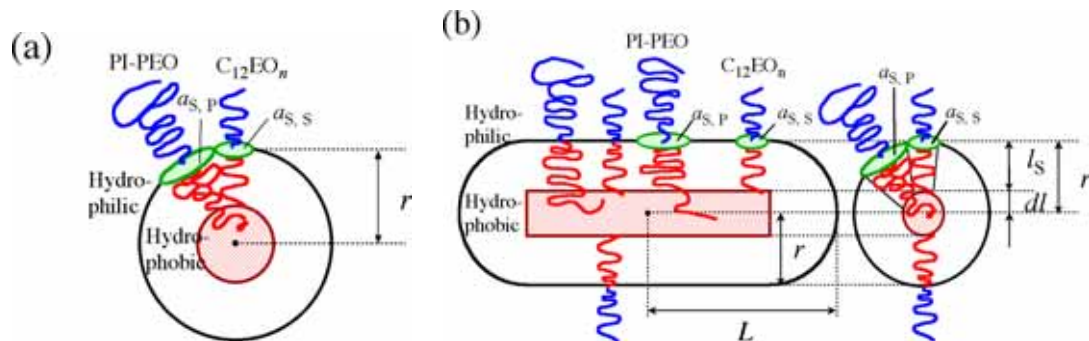 (a)
PI-PEO
C₁₂EOₙ
aS, P
aS, S
Hydro-
philic
Hydro-
phobic
r
(b)
PI-PEO
C₁₂EOₙ
Hydro-
philic
aS, P
aS, S
Hydro-
phobic
r
L
aS, P
aS, S
lS
dl
r